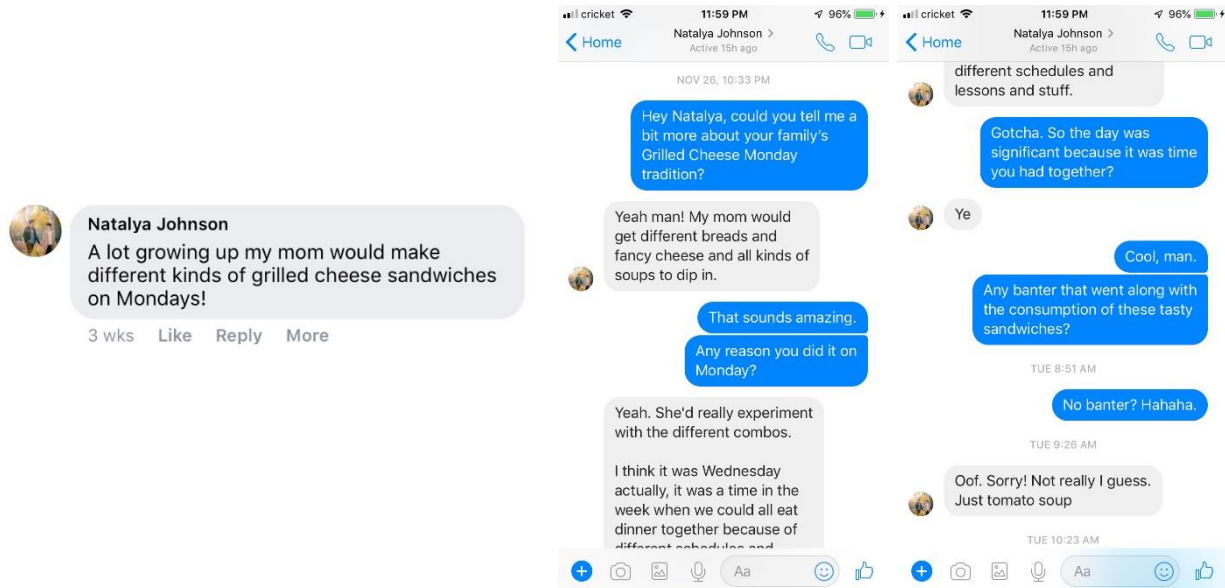 Natalya Johnson
A lot growing up my mom would make
different kinds of grilled cheese sandwiches
on Mondays!
3 wks Like Reply More
cricket 11:59 PM 96%
Home Natalya Johnson >
Active 15h ago
NOV 26, 10:33 PM
Hey Natalya, could you tell me a
bit more about your family's
Grilled Cheese Monday
tradition?
Yeah man! My mom would
get different breads and
fancy cheese and all kinds of
soups to dip in.
That sounds amazing.
Any reason you did it on
Monday?
Yeah. She'd really experiment
with the different combos.
I think it was Wednesday
actually, it was a time in the
week when we could all eat
dinner together because of
different schedules and
Aa
cricket 11:59 PM 96%
Home Natalya Johnson >
Active 15h ago
different schedules and
lessons and stuff.
Gotcha. So the day was
significant because it was time
you had together?
Ye
Cool, man.
Any banter that went along with
the consumption of these tasty
sandwiches?
TUE 8:51 AM
No banter? Hahaha.
TUE 9:26 AM
Oof. Sorry! Not really I guess.
Just tomato soup
TUE 10:23 AM
Aa